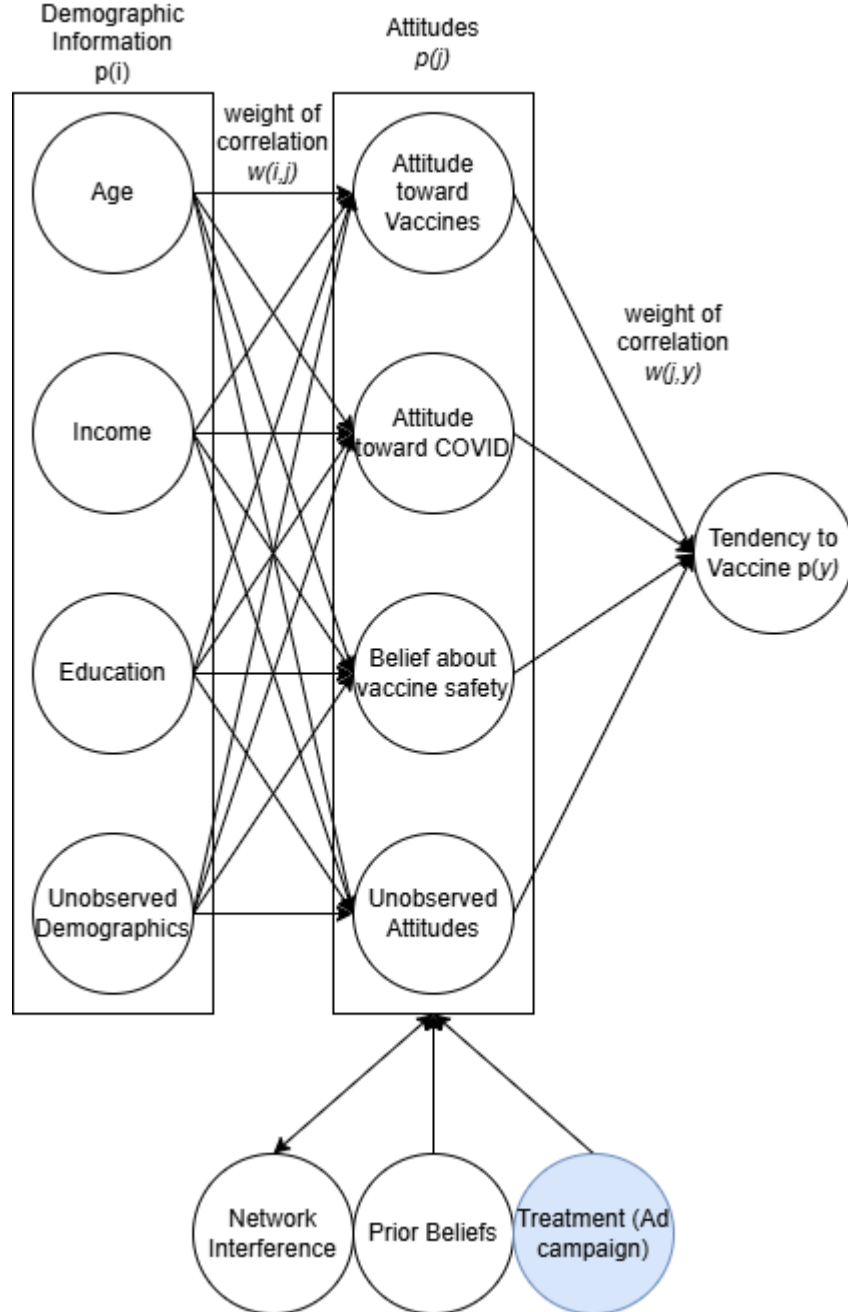 Demographic
Information
p(i)
Attitudes
p(j)
weight of
correlation
w(i,j)
Age
Attitude
toward
Vaccines
weight of
correlation
w(j,y)
Income
Attitude
toward COVID
Tendency to
Vaccine p(y)
Education
Belief about
vaccine safety
Unobserved
Demographics
Unobserved
Attitudes
Network
Interference
Prior Beliefs
Treatment (Ad
campaign)